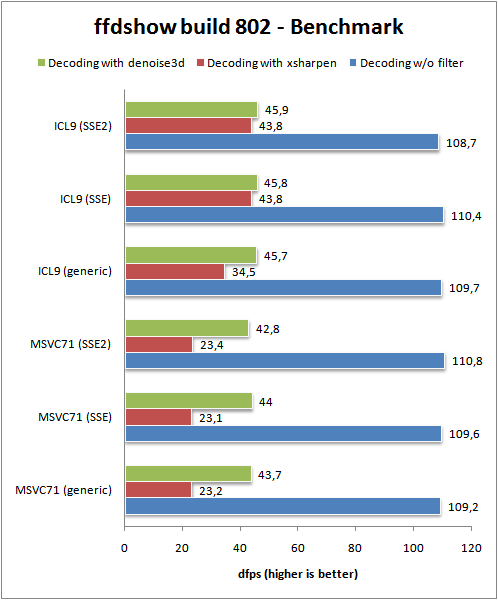 ffdshow build 802 - Benchmark
Decoding with denoise3d Decoding with xsharpen Decoding w/o filter
45,9
ICL9 (SSE2) 43,8
108,7
45,8
ICL9 (SSE) 43,8
110,4
45,7
ICL9 (generic) 34,5
109,7
42,8
MSVC71 (SSE2) 23,4
110,8
44
MSVC71 (SSE) 23,1
109,6
43,7
MSVC71 (generic) 23,2
109,2
0 20 40 60 80 100 120
dfps (higher is better)